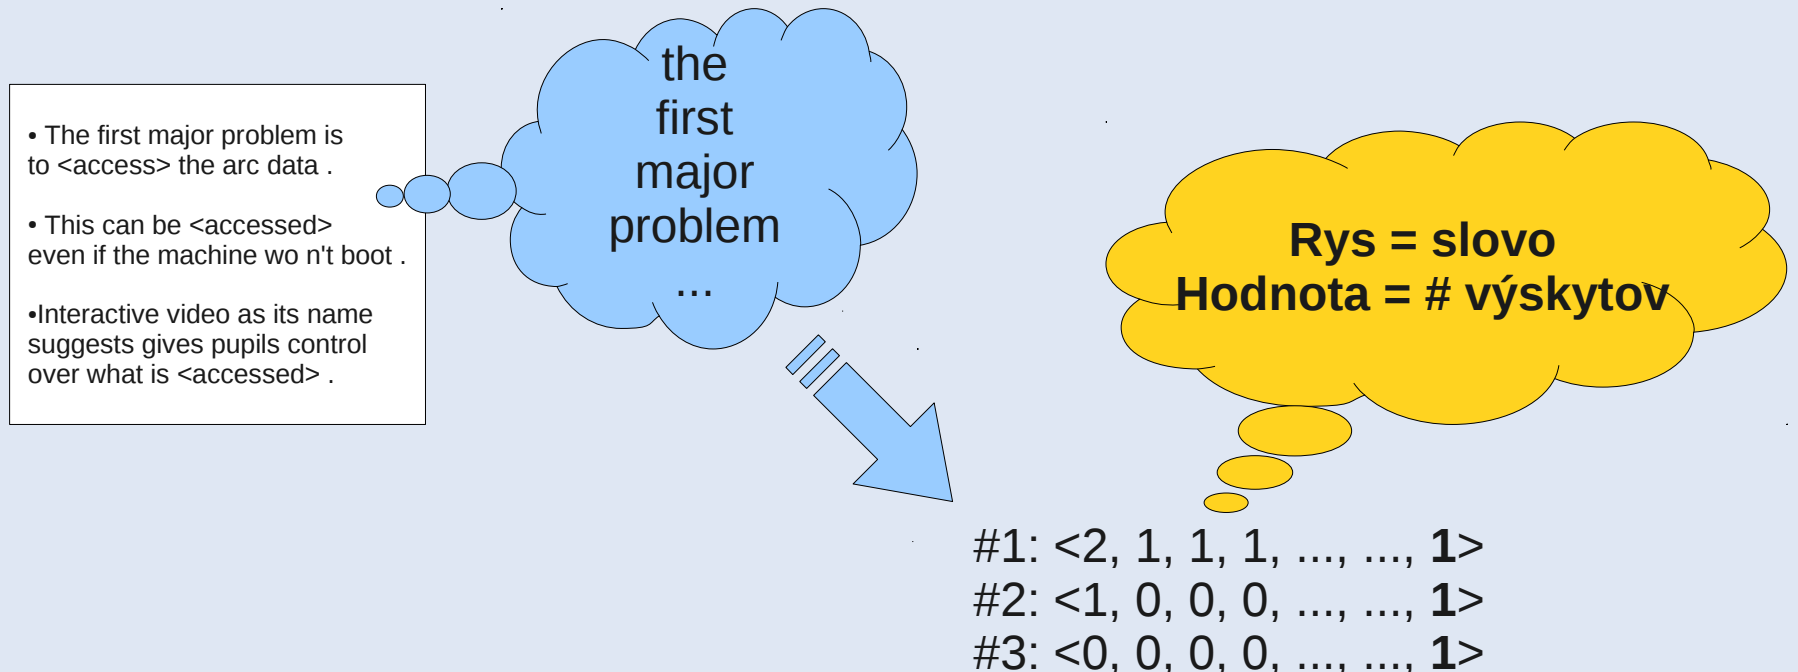 • The first major problem is
to <access> the arc data .
• This can be <accessed>
even if the machine wo n't boot .
•Interactive video as its name
suggests gives pupils control
over what is <accessed> .
the
first
major
problem
...
Rys = slovo
Hodnota = # výskytov
#1: <2, 1, 1, 1, ..., ..., 1>
#2: <1, 0, 0, 0, ..., ..., 1>
#3: <0, 0, 0, 0, ..., ..., 1>